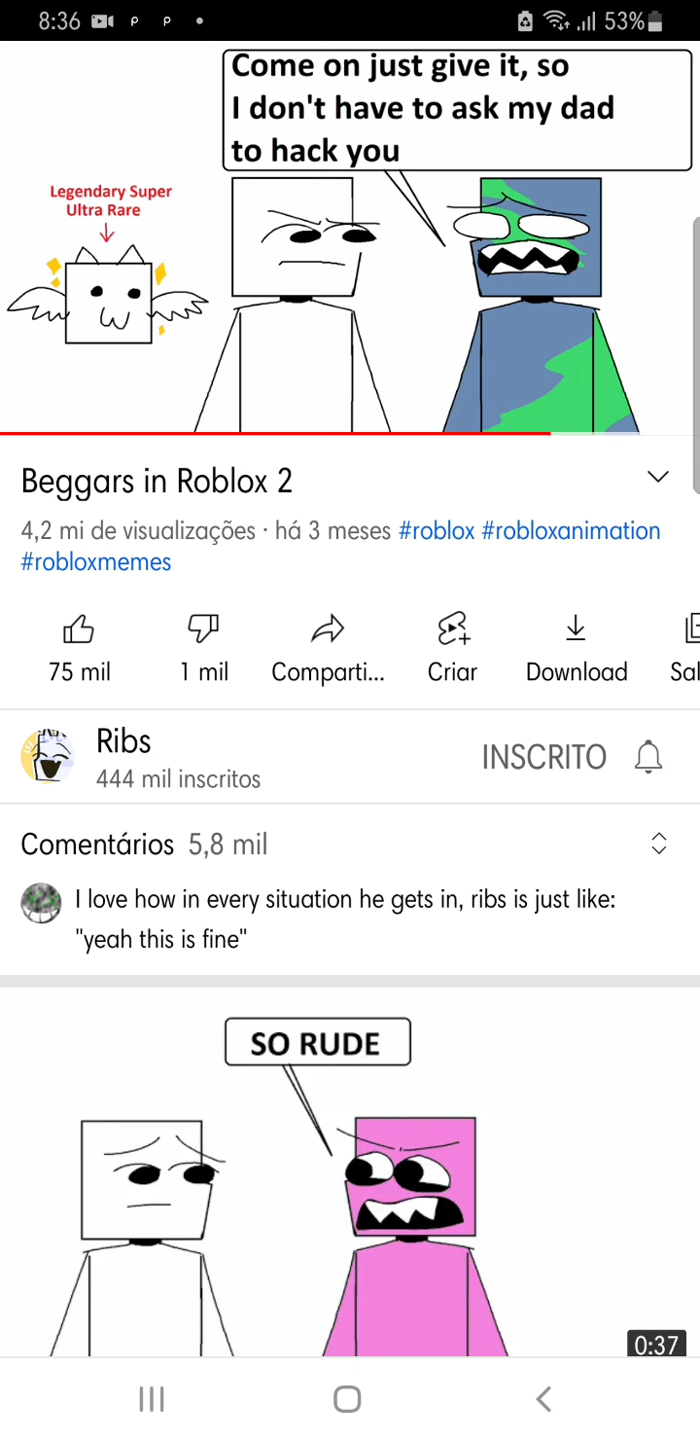 8:36 P P 53%
Come on just give it, so
I don't have to ask my dad
to hack you
Legendary Super
Ultra Rare
Beggars in Roblox 2
4,2 mi de visualizações · há 3 meses #roblox #robloxanimation
#robloxmemes
75 mil 1 mil Comparti... Criar Download Sal
Ribs
444 mil inscritos
INSCRITO
Comentários 5,8 mil
I love how in every situation he gets in, ribs is just like:
"yeah this is fine"
SO RUDE
0:37